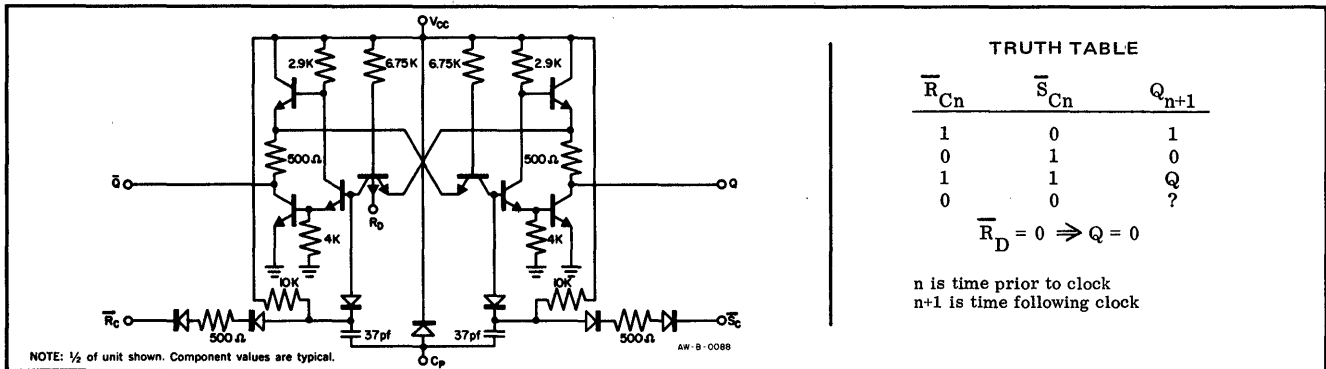 VCC
2.9K
6.75K
6.75K
2.9K
500Ω
500Ω
Q̅
Q
RD
4K
4K
10K
10K
R̅C
S̅C
500Ω
37pf
37pf
500Ω
CP
AW-B-0088
NOTE: 1/2 of unit shown. Component values are typical.
TRUTH TABLE
R̅Cn S̅Cn Qn+1
1 0 1
0 1 0
1 1 Q
0 0 ?
R̅D = 0 ⇒ Q = 0
n is time prior to clock
n+1 is time following clock